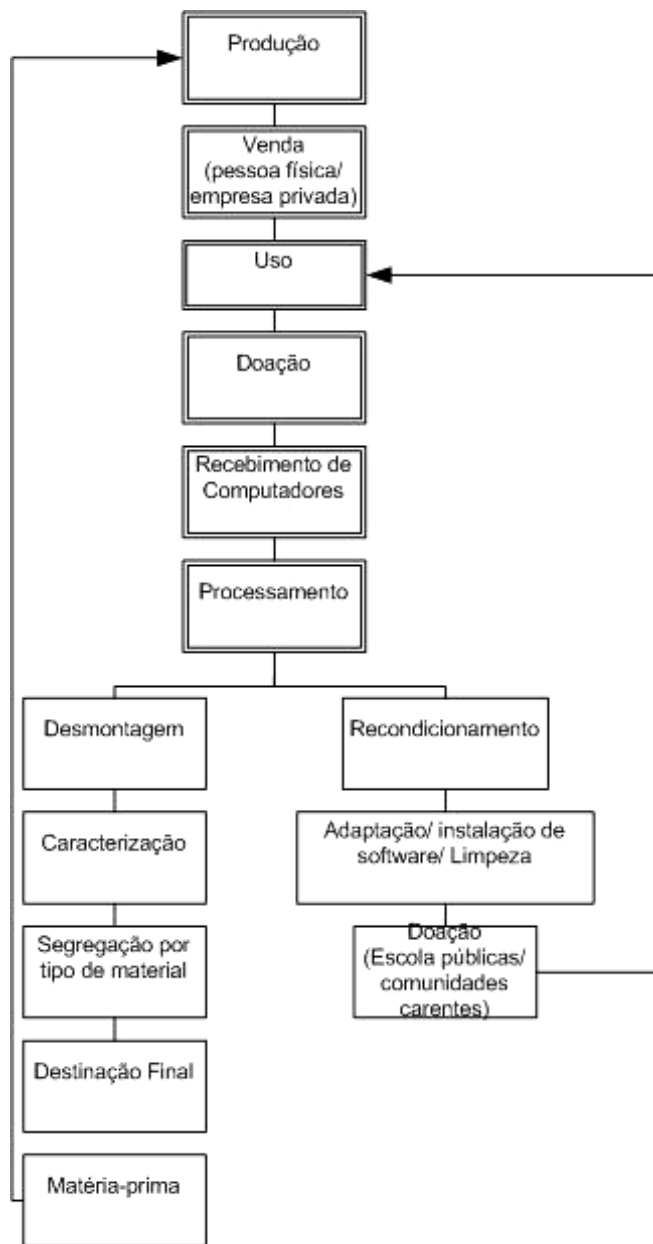 Produção
Venda
(pessoa física/
empresa privada)
Uso
Doação
Recebimento de
Computadores
Processamento
Desmontagem
Caracterização
Segregação por
tipo de material
Destinação Final
Matéria-prima
Recondicionamento
Adaptação/ instalação de
software/ Limpeza
Doação
(Escola públicas/
comunidades
carentes)